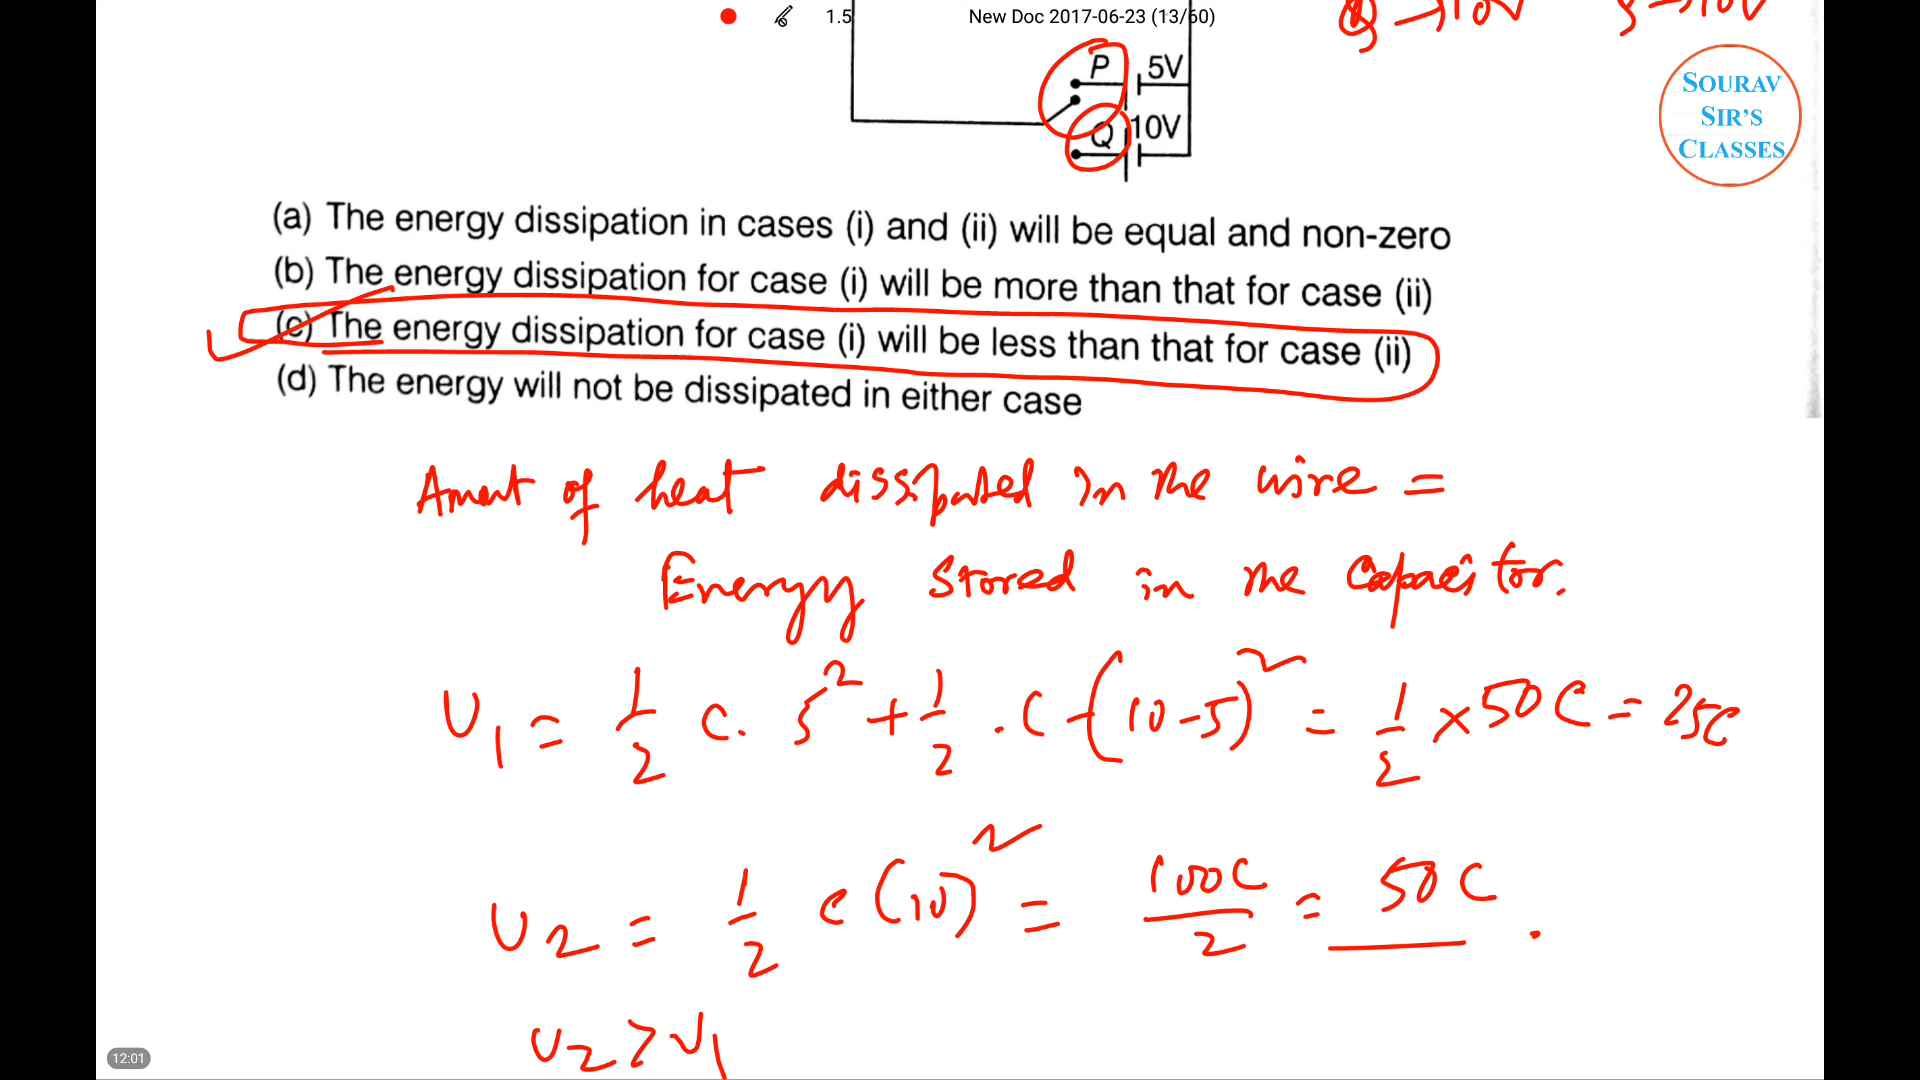 1.5 New Doc 2017-06-23 (13/60)
Q → 10V 5 → 10V
SOURAV
SIR'S
CLASSES
P 5V
Q 10V
(a) The energy dissipation in cases (i) and (ii) will be equal and non-zero
(b) The energy dissipation for case (i) will be more than that for case (ii)
(c) The energy dissipation for case (i) will be less than that for case (ii)
(d) The energy will not be dissipated in either case
Amount of heat dissipated in the wire =
Energy stored in the Capacitor.
U1 = 1/2 C. 5^2 + 1/2 . C (10-5)^2 = 1/2 × 50C = 25C
U2 = 1/2 C (10)^2 = 100C/2 = 50C .
U2 > U1
12:01